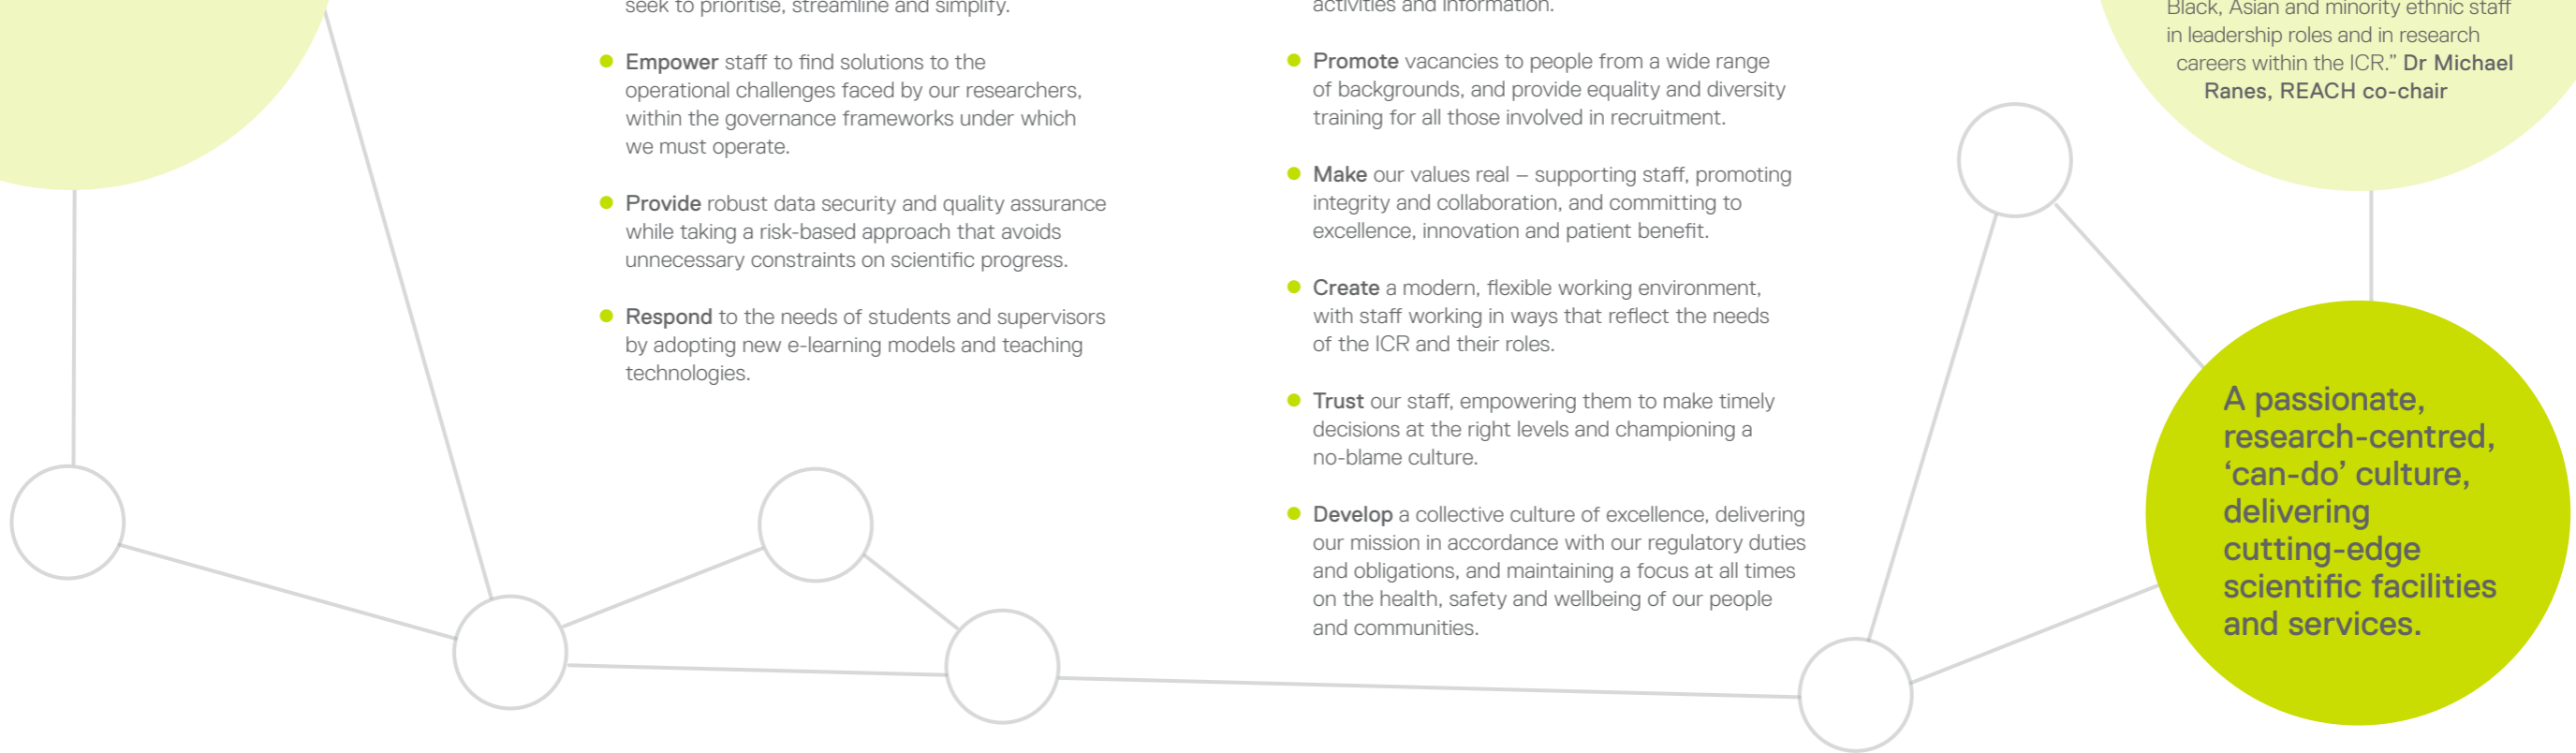 seek to prioritise, streamline and simplify.
Empower staff to find solutions to the
operational challenges faced by our researchers,
within the governance frameworks under which
we must operate.
Provide robust data security and quality assurance
while taking a risk-based approach that avoids
unnecessary constraints on scientific progress.
Respond to the needs of students and supervisors
by adopting new e-learning models and teaching
technologies.
activities and information.
Promote vacancies to people from a wide range
of backgrounds, and provide equality and diversity
training for all those involved in recruitment.
Make our values real – supporting staff, promoting
integrity and collaboration, and committing to
excellence, innovation and patient benefit.
Create a modern, flexible working environment,
with staff working in ways that reflect the needs
of the ICR and their roles.
Trust our staff, empowering them to make timely
decisions at the right levels and championing a
no-blame culture.
Develop a collective culture of excellence, delivering
our mission in accordance with our regulatory duties
and obligations, and maintaining a focus at all times
on the health, safety and wellbeing of our people
and communities.
Black, Asian and minority ethnic staff
in leadership roles and in research
careers within the ICR.” Dr Michael
Ranes, REACH co-chair
A passionate,
research-centred,
‘can-do’ culture,
delivering
cutting-edge
scientific facilities
and services.